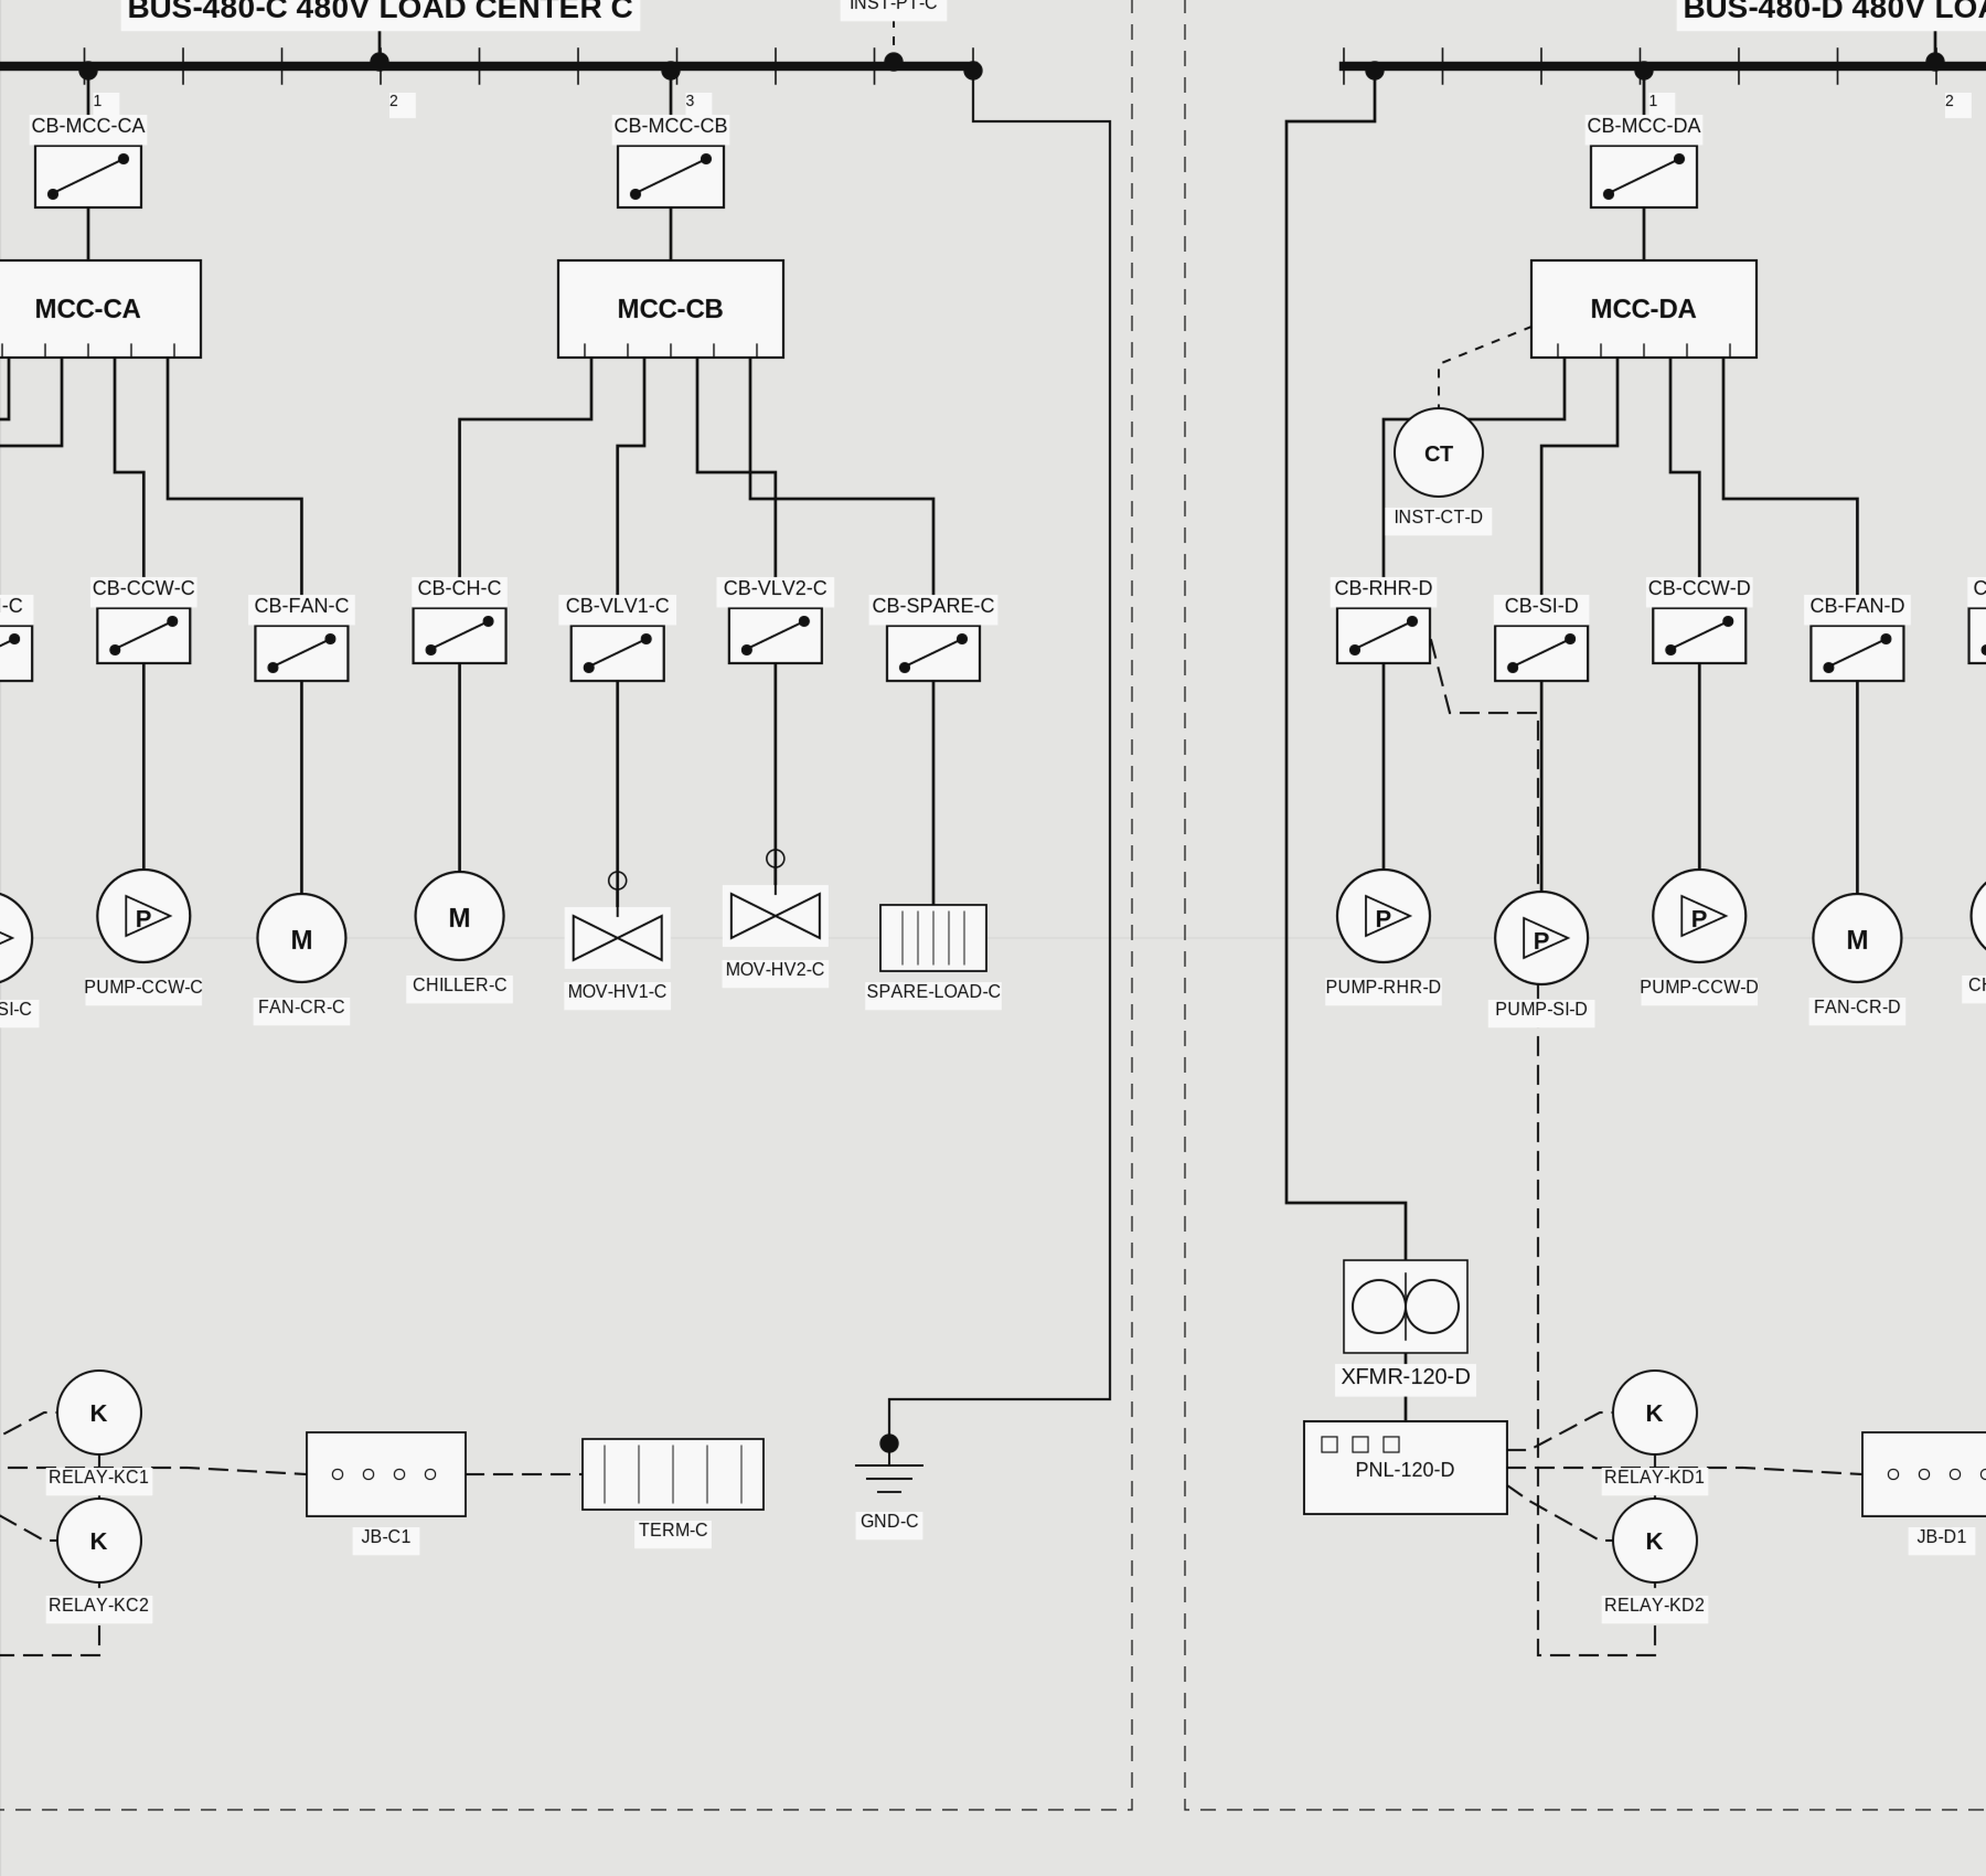 BUS-480-C 480V LOAD CENTER C
INST-PT-C
BUS-480-D 480V
1
2
3
1
2
CB-MCC-CA
CB-MCC-CB
CB-MCC-DA
MCC-CA
MCC-CB
MCC-DA
CT
INST-CT-D
CB-CCW-C
CB-FAN-C
CB-CH-C
CB-VLV1-C
CB-VLV2-C
CB-SPARE-C
CB-RHR-D
CB-SI-D
CB-CCW-D
CB-FAN-D
-C
P
M
M
P
P
P
M
PUMP-CCW-C
FAN-CR-C
CHILLER-C
MOV-HV1-C
MOV-HV2-C
SPARE-LOAD-C
PUMP-RHR-D
PUMP-SI-D
PUMP-CCW-D
FAN-CR-D
SI-C
XFMR-120-D
K
RELAY-KC1
K
RELAY-KC2
JB-C1
TERM-C
GND-C
PNL-120-D
K
RELAY-KD1
K
RELAY-KD2
JB-D1